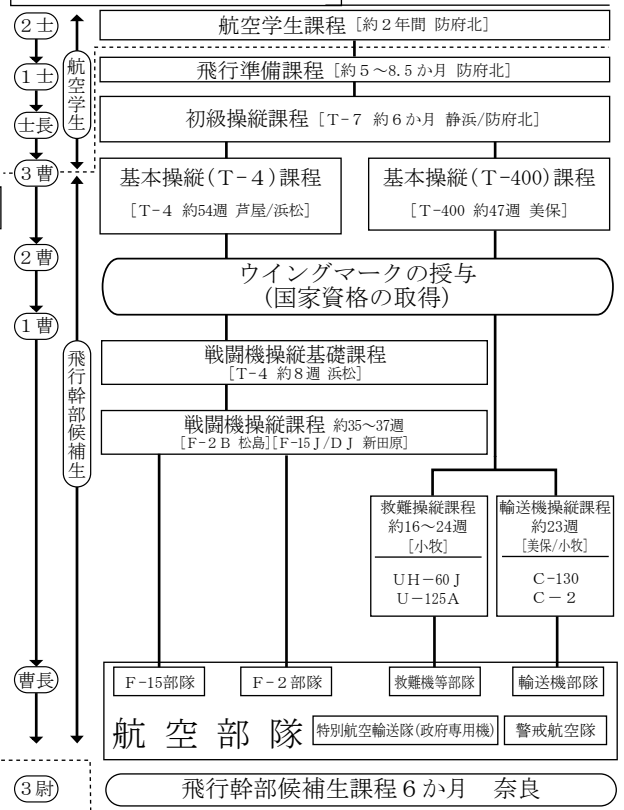 2士
航空学生課程 [約2年間 防府北]
1士
航空学生
飛行準備課程 [約5〜8.5か月 防府北]
士長
初級操縦課程 [T-7 約6か月 静浜/防府北]
3曹
基本操縦(T-4)課程
[T-4 約54週 芦屋/浜松]
基本操縦(T-400)課程
[T-400 約47週 美保]
2曹
ウイングマークの授与
(国家資格の取得)
1曹
飛行幹部候補生
戦闘機操縦基礎課程
[T-4 約8週 浜松]
戦闘機操縦課程 約35〜37週
[F-2B 松島][F-15J/DJ 新田原]
救難操縦課程
約16〜24週
[小牧]
UH-60J
U-125A
輸送機操縦課程
約23週
[美保/小牧]
C-130
C-2
曹長
F-15部隊
F-2部隊
救難機等部隊
輸送機部隊
航空部隊
特別航空輸送隊(政府専用機)
警戒航空隊
3尉
飛行幹部候補生課程6か月 奈良